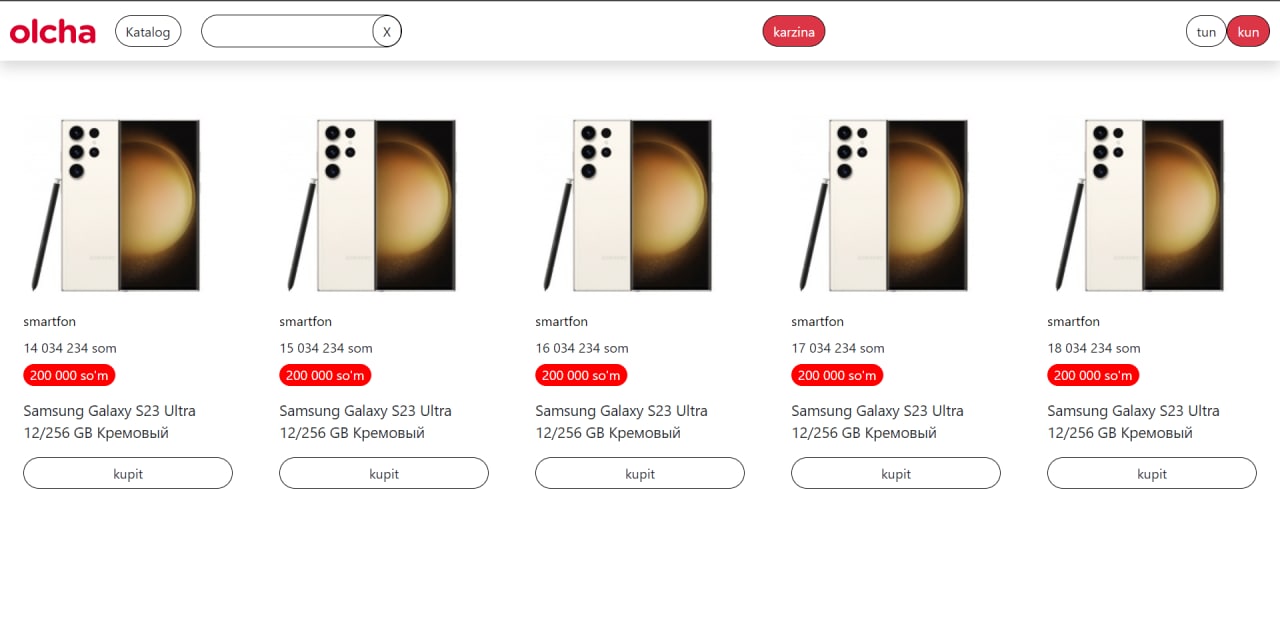 olcha Katalog X karzina tun kun
smartfon smartfon smartfon smartfon smartfon
14 034 234 som 15 034 234 som 16 034 234 som 17 034 234 som 18 034 234 som
200 000 so'm 200 000 so'm 200 000 so'm 200 000 so'm 200 000 so'm
Samsung Galaxy S23 Ultra Samsung Galaxy S23 Ultra Samsung Galaxy S23 Ultra Samsung Galaxy S23 Ultra Samsung Galaxy S23 Ultra
12/256 GB Кремовый 12/256 GB Кремовый 12/256 GB Кремовый 12/256 GB Кремовый 12/256 GB Кремовый
kupit kupit kupit kupit kupit